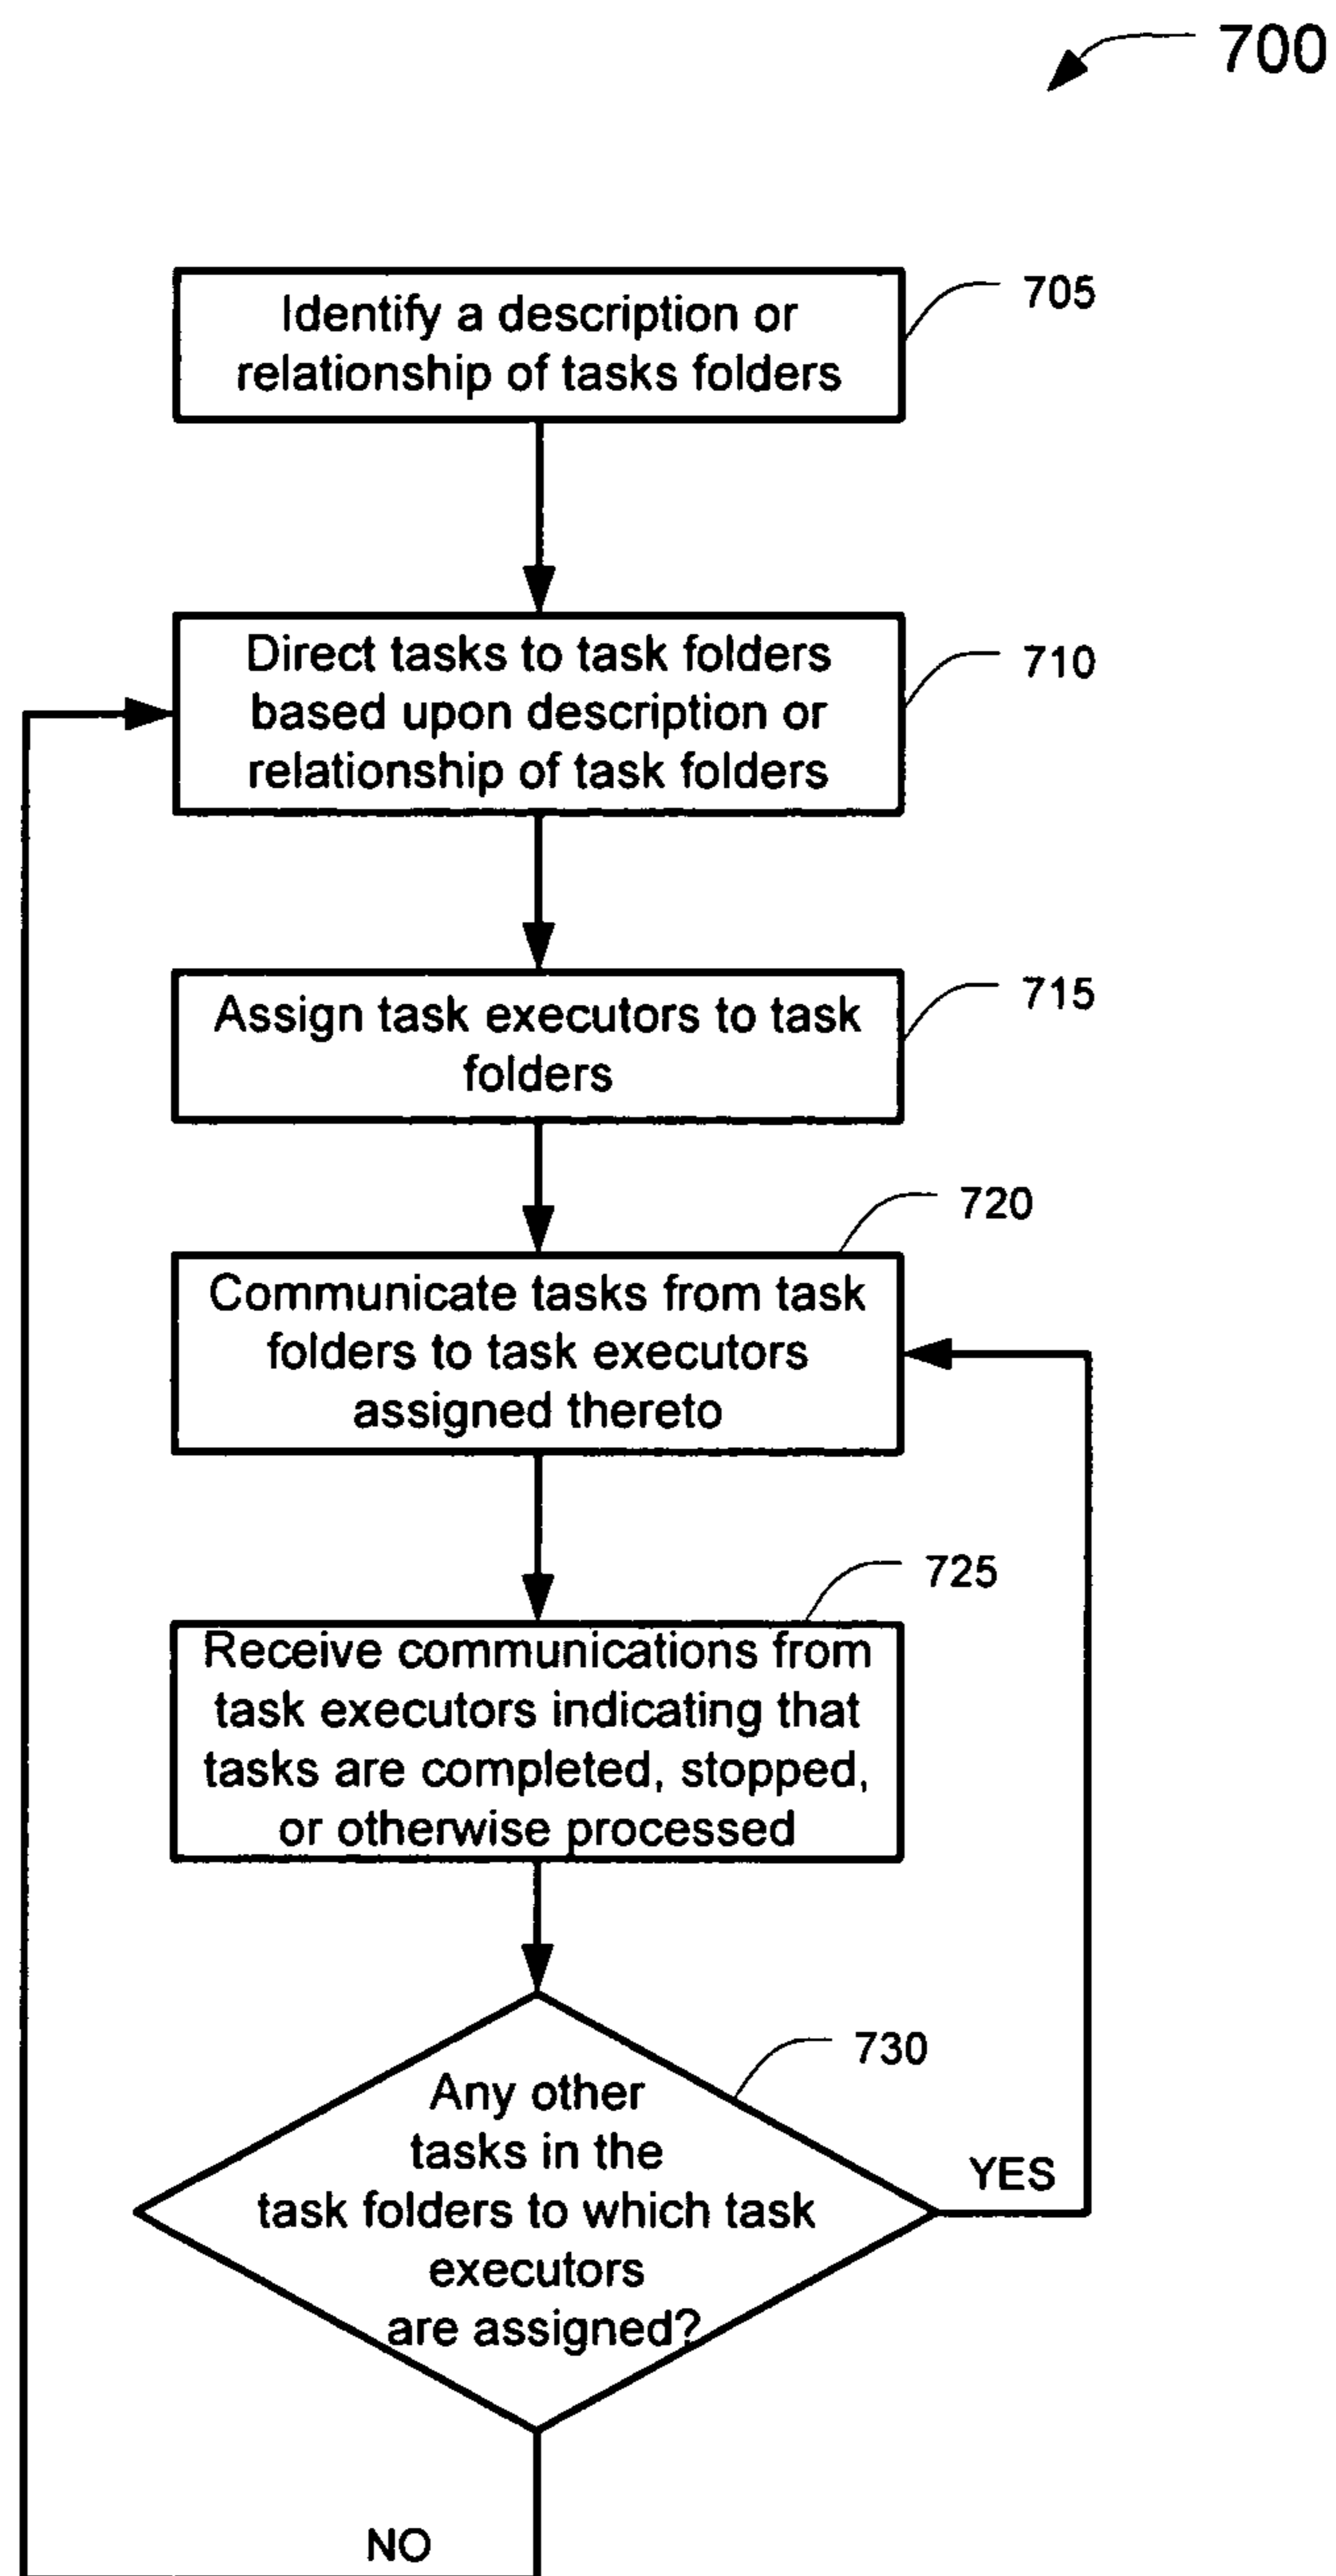 700
Identify a description or
relationship of tasks folders
705
Direct tasks to task folders
based upon description or
relationship of task folders
710
Assign task executors to task
folders
715
720
Communicate tasks from task
folders to task executors
assigned thereto
725
Receive communications from
task executors indicating that
tasks are completed, stopped,
or otherwise processed
730
Any other
tasks in the
task folders to which task
executors
are assigned?
YES
NO